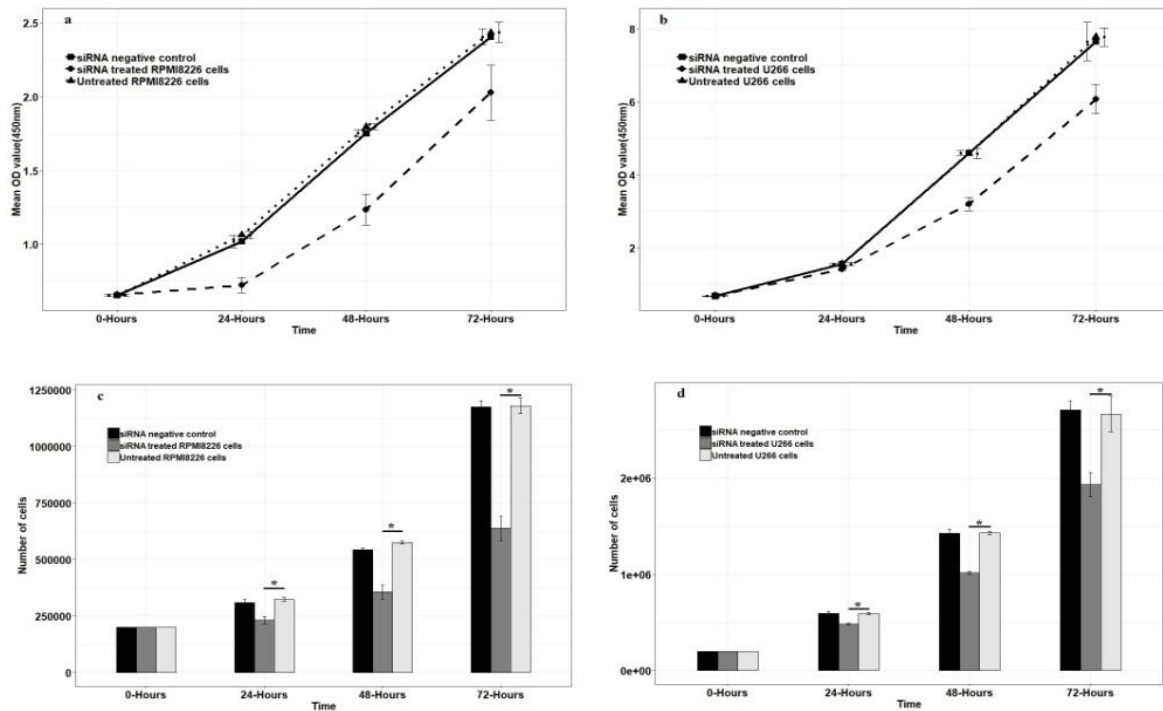 a
siRNA negative control
siRNA treated RPMI8226 cells
Untreated RPMI8226 cells
Mean OD value(450nm)
2.5
2.0
1.5
1.0
0-Hours 24-Hours 48-Hours 72-Hours
Time
b
siRNA negative control
siRNA treated U266 cells
Untreated U266 cells
Mean OD value(450nm)
8
6
4
2
0-Hours 24-Hours 48-Hours 72-Hours
Time
c
siRNA negative control
siRNA treated RPMI8226 cells
Untreated RPMI8226 cells
Number of cells
1250000
1000000
750000
500000
250000
0
* * *
0-Hours 24-Hours 48-Hours 72-Hours
Time
d
siRNA negative control
siRNA treated U266 cells
Untreated U266 cells
Number of cells
2e+06
1e+06
0e+00
* * *
0-Hours 24-Hours 48-Hours 72-Hours
Time